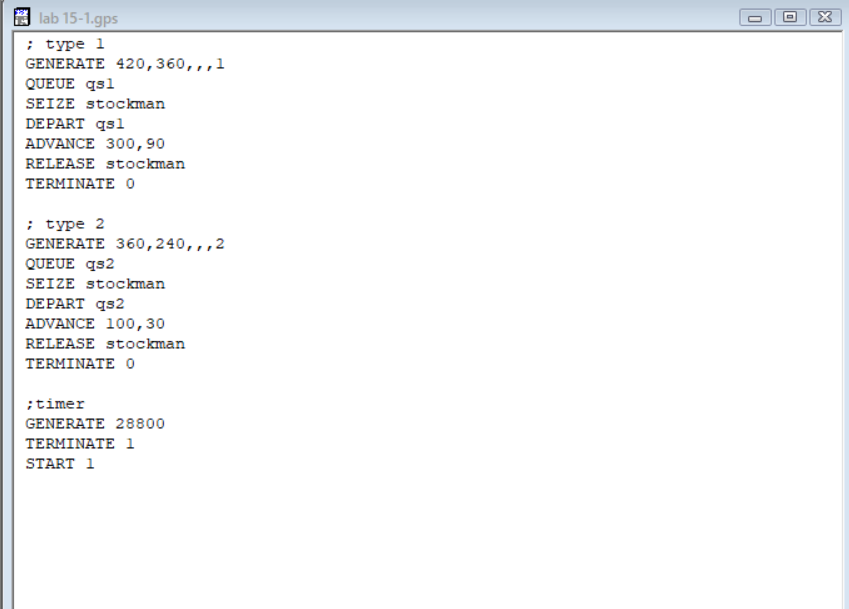 lab 15-1.gps
; type 1
GENERATE 420,360,,,1
QUEUE qs1
SEIZE stockman
DEPART qs1
ADVANCE 300,90
RELEASE stockman
TERMINATE 0
; type 2
GENERATE 360,240,,,2
QUEUE qs2
SEIZE stockman
DEPART qs2
ADVANCE 100,30
RELEASE stockman
TERMINATE 0
;timer
GENERATE 28800
TERMINATE 1
START 1